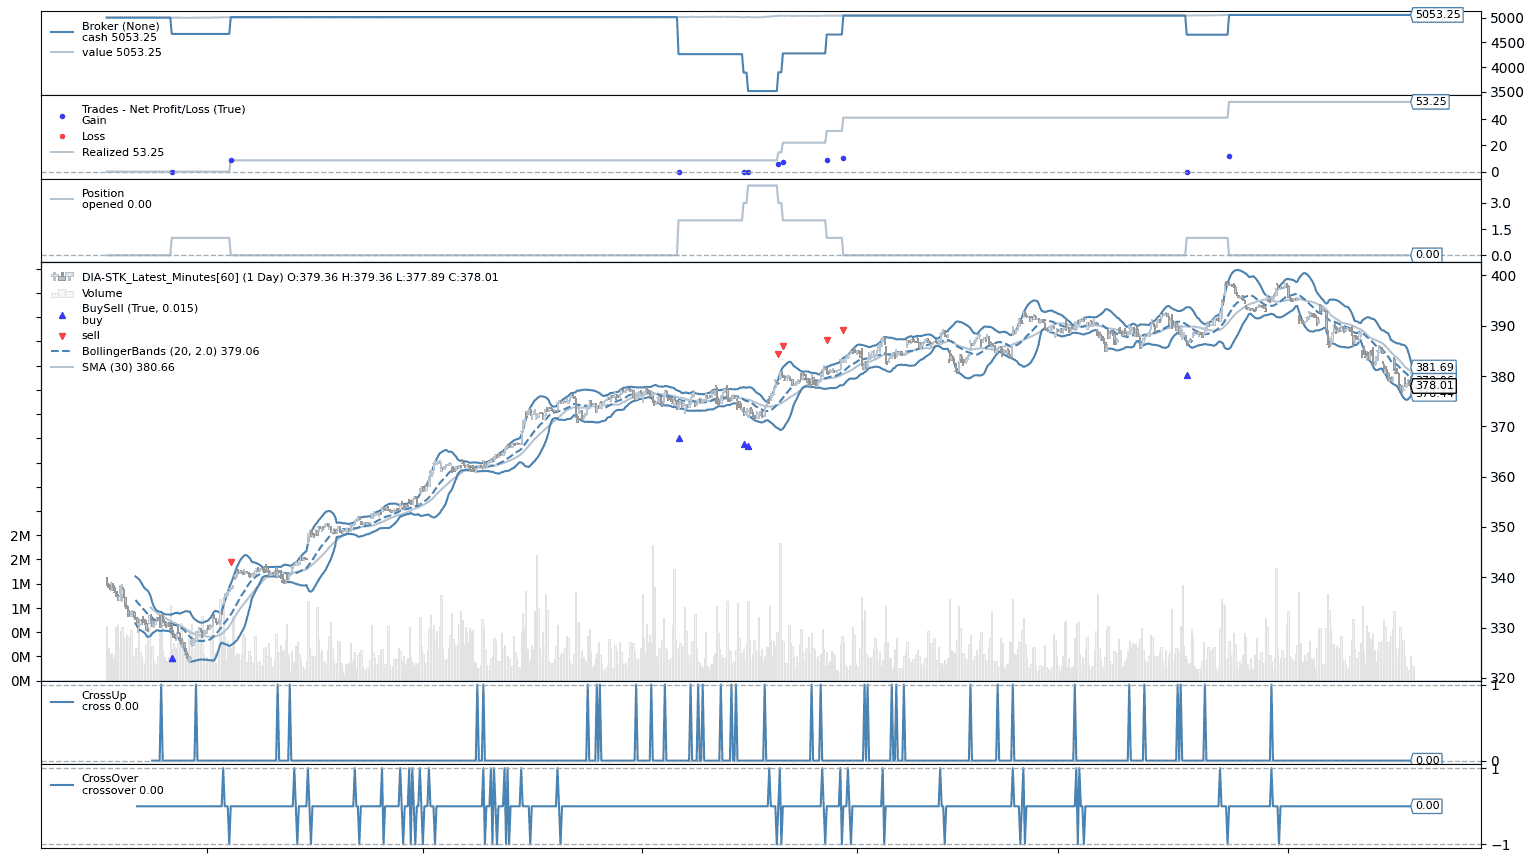 Broker (None)
cash 5053.25
value 5053.25
5053.25
5000
4500
4000
3500
Trades - Net Profit/Loss (True)
Gain
Loss
Realized 53.25
53.25
40
20
0
Position
opened 0.00
3.0
1.5
0.0
0.00
DIA-STK_Latest_Minutes[60] (1 Day) O:379.36 H:379.36 L:377.89 C:378.01
Volume
BuySell (True, 0.015)
buy
sell
BollingerBands (20, 2.0) 379.06
SMA (30) 380.66
400
390
380
370
360
350
340
330
320
381.69
378.01
2M
2M
1M
1M
0M
0M
0M
CrossUp
cross 0.00
1
0
0.00
CrossOver
crossover 0.00
1
0.00
−1